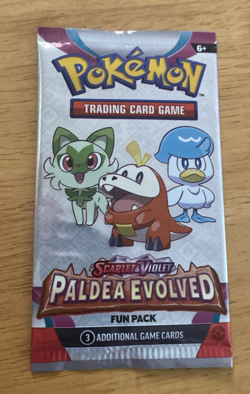 6+
POKÉMON
TRADING CARD GAME
SCARLET & VIOLET
PALDEA EVOLVED
FUN PACK
3 ADDITIONAL GAME CARDS